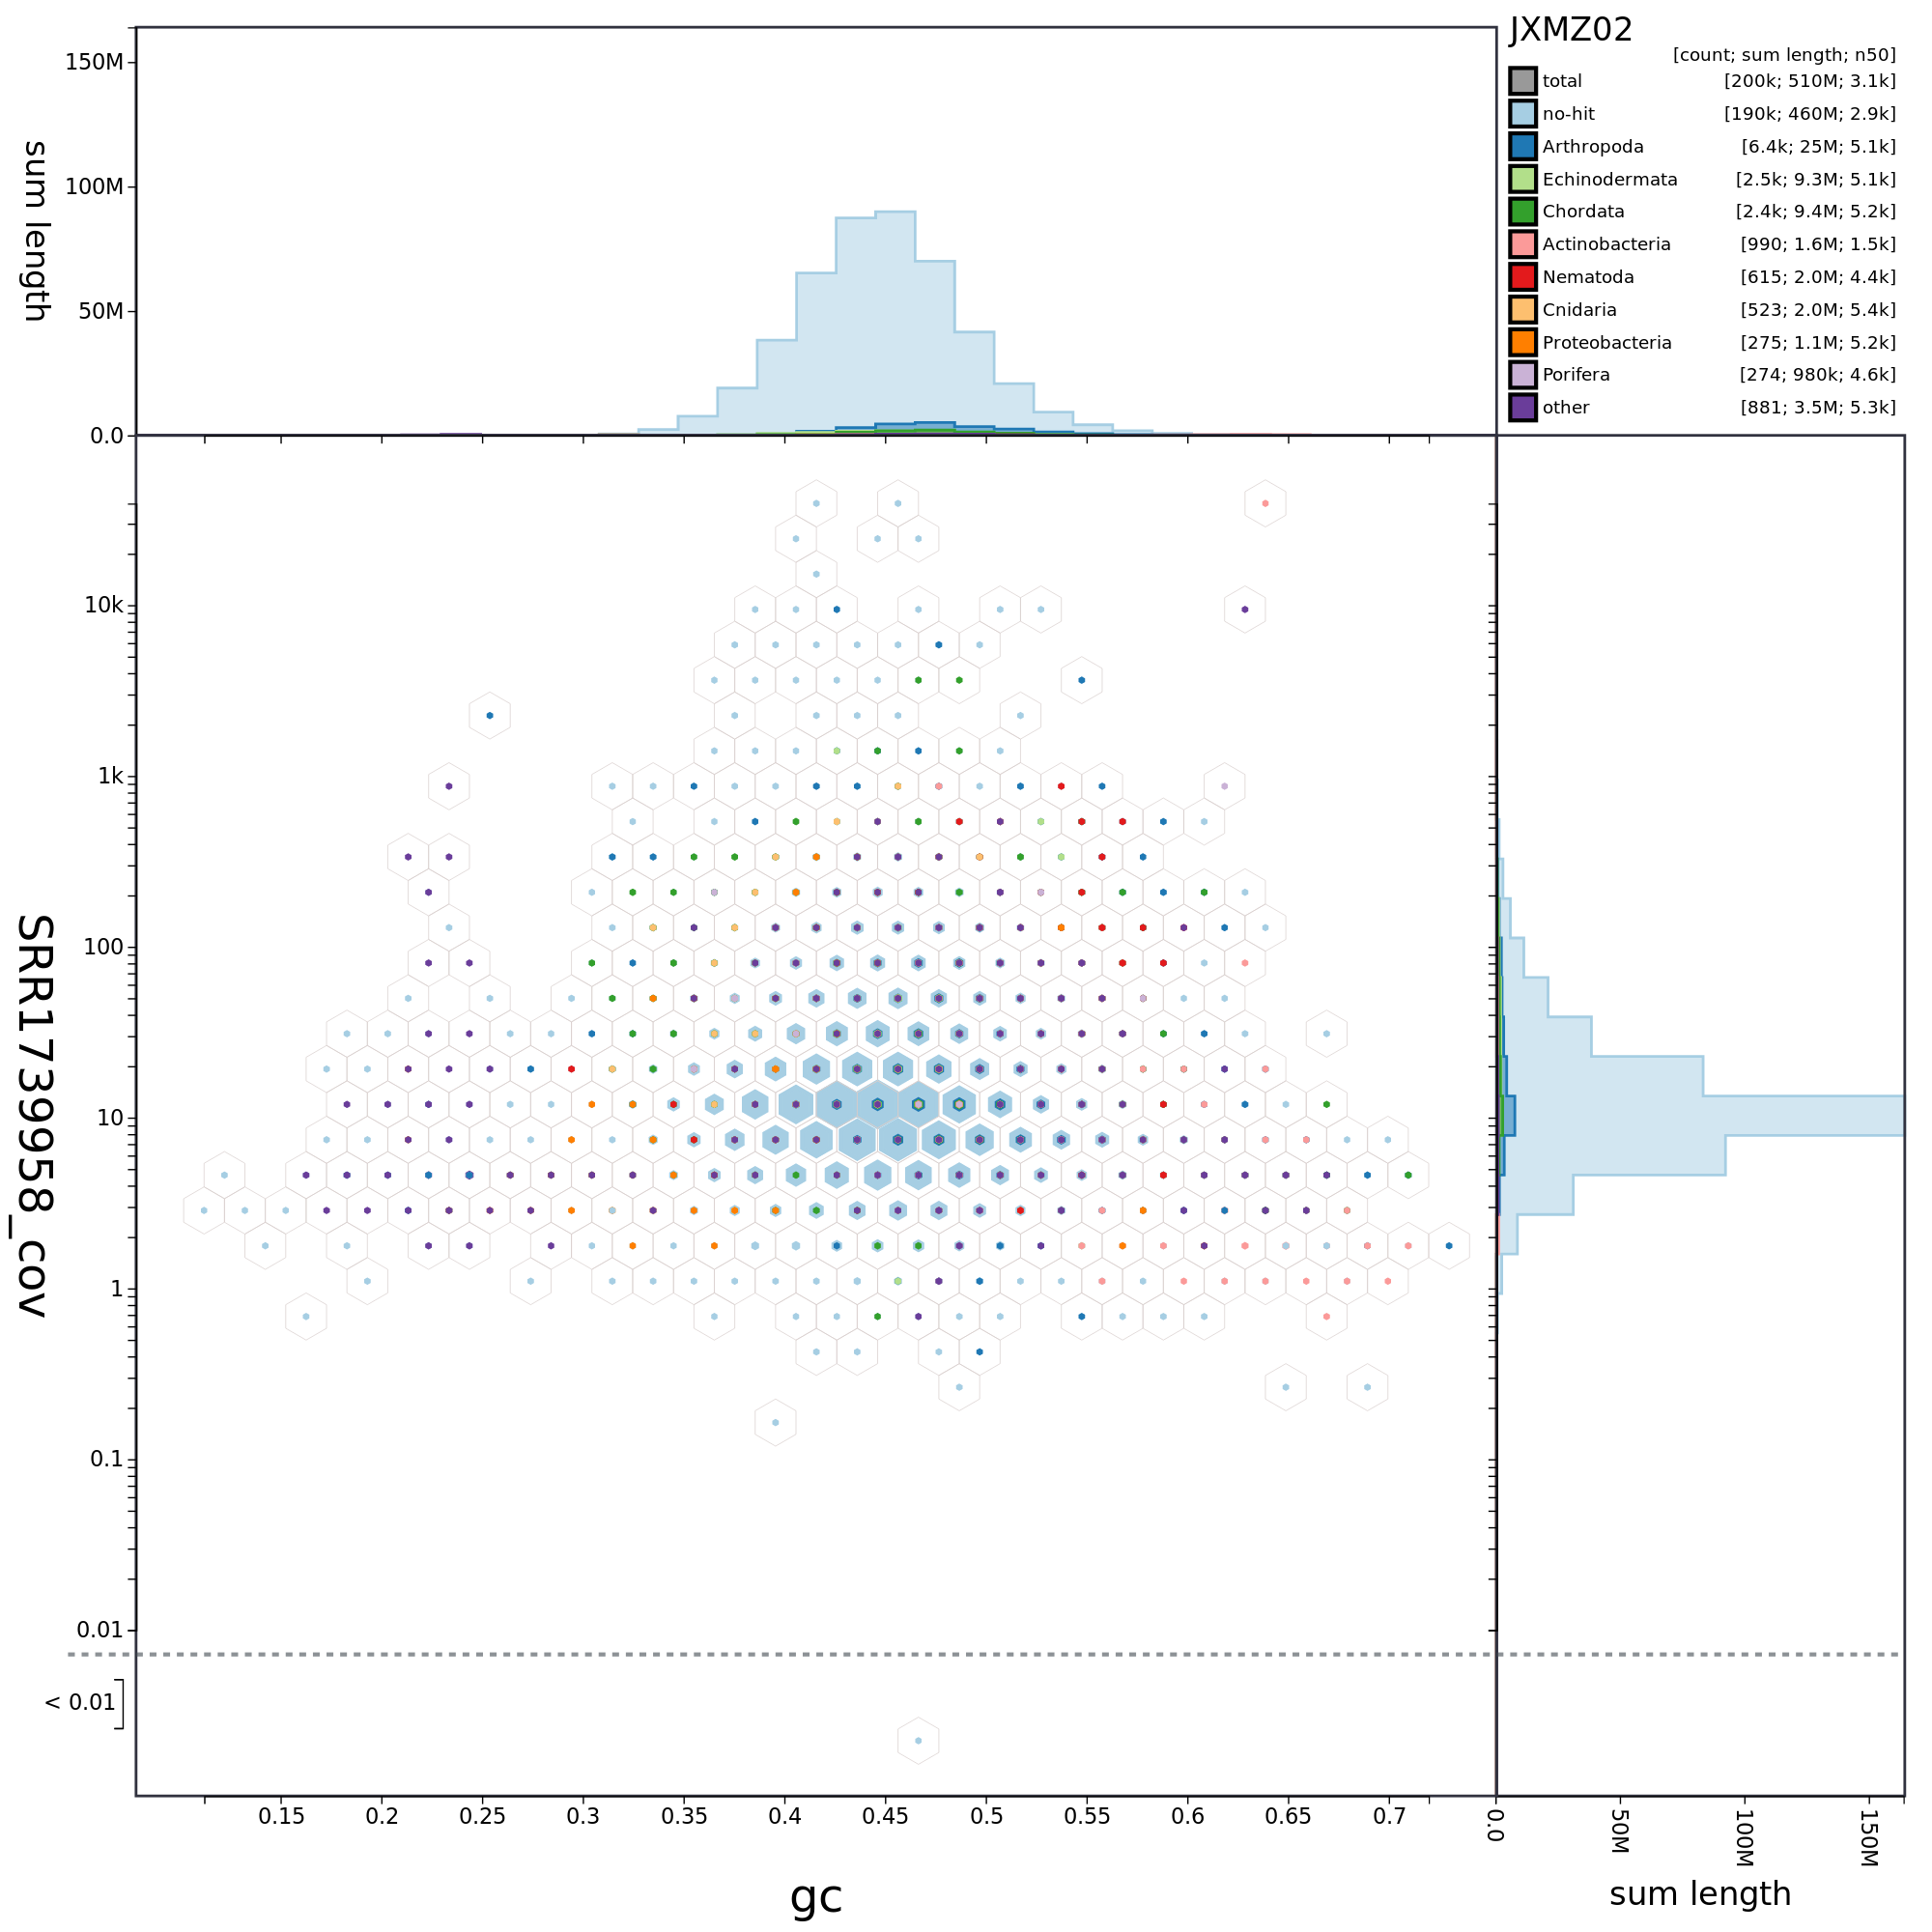 JXMZ02
[count; sum length; n50]
total [200k; 510M; 3.1k]
no-hit [190k; 460M; 2.9k]
Arthropoda [6.4k; 25M; 5.1k]
Echinodermata [2.5k; 9.3M; 5.1k]
Chordata [2.4k; 9.4M; 5.2k]
Actinobacteria [990; 1.6M; 1.5k]
Nematoda [615; 2.0M; 4.4k]
Cnidaria [523; 2.0M; 5.4k]
Proteobacteria [275; 1.1M; 5.2k]
Porifera [274; 980k; 4.6k]
other [881; 3.5M; 5.3k]
sum length
150M
100M
50M
0.0
SRR1739958_cov
10k
1k
100
10
1
0.1
0.01
< 0.01
0.15 0.2 0.25 0.3 0.35 0.4 0.45 0.5 0.55 0.6 0.65 0.7
gc
0.0 50M 100M 150M
sum length